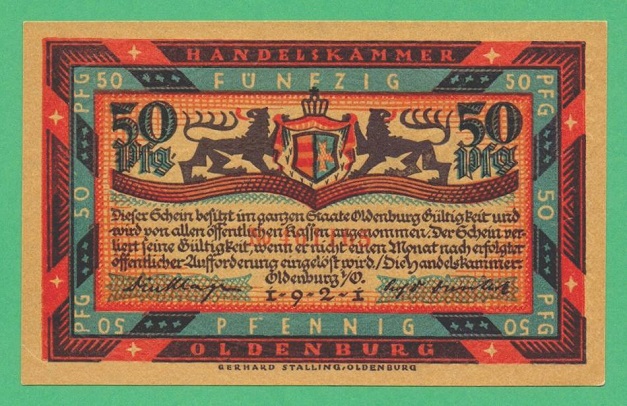 HANDELSKAMMER
50 FÜNFZIG 50
PFG PFG
50 50
Pfg Pfg
Dieser Schein besitzt im ganzen Staate Oldenburg Gültigkeit und
wird von allen öffentlichen Kassen angenommen. Der Schein ver-
liert seine Gültigkeit, wenn er nicht einen Monat nach erfolgter
öffentlicher Aufforderung eingelöst wird. / Die Handelskammer:
Oldenburg i/O.
1·9·2·1
50 50
PFG PFG
50 PFENNIG 50
OLDENBURG
GERHARD STALLING, OLDENBURG